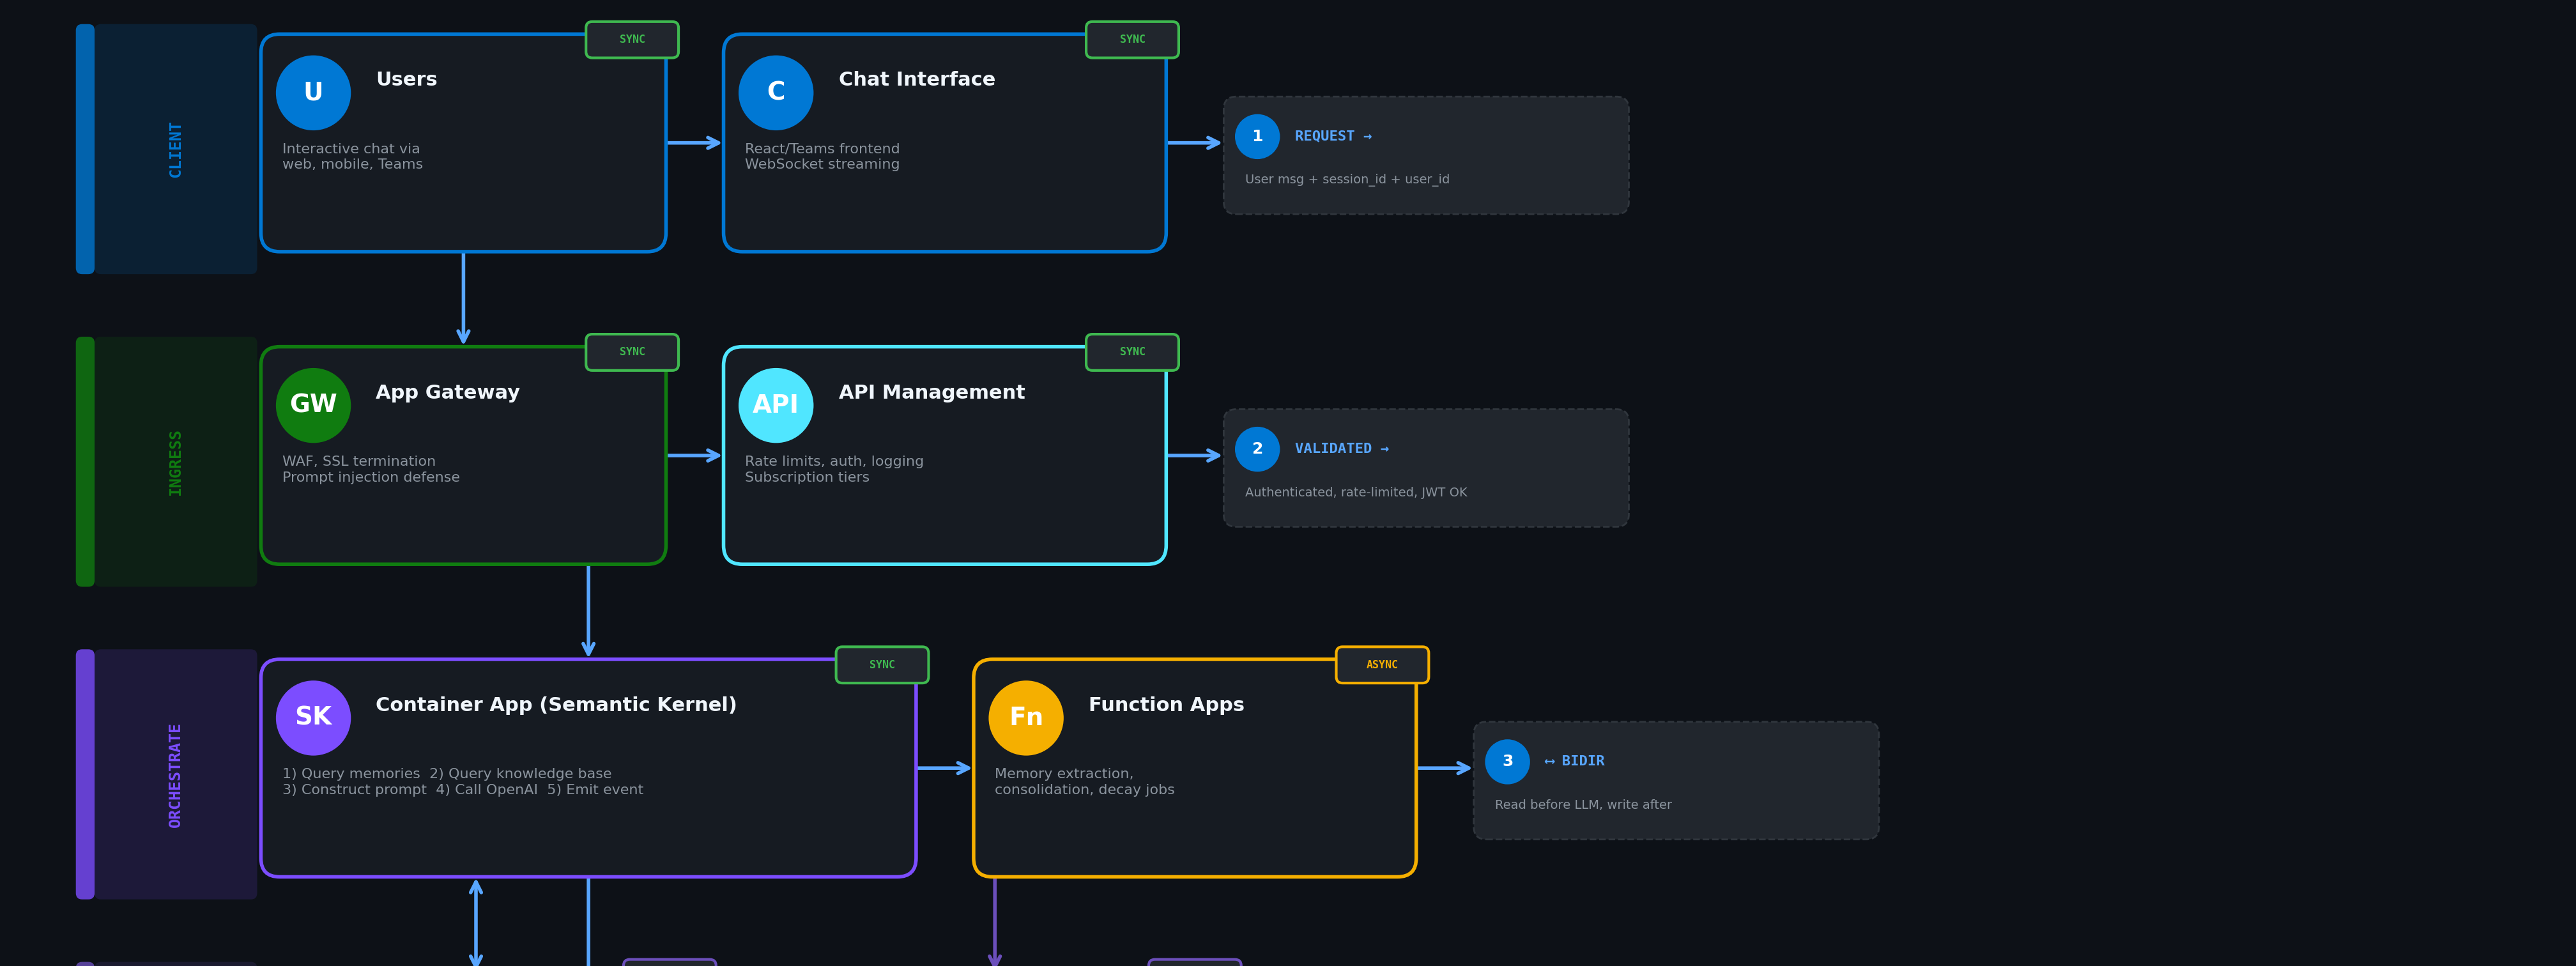 CLIENT
SYNC
U
Users
Interactive chat via
web, mobile, Teams
SYNC
C
Chat Interface
React/Teams frontend
WebSocket streaming
1
REQUEST →
User msg + session_id + user_id
INGRESS
SYNC
GW
App Gateway
WAF, SSL termination
Prompt injection defense
SYNC
API
API Management
Rate limits, auth, logging
Subscription tiers
2
VALIDATED →
Authenticated, rate-limited, JWT OK
ORCHESTRATE
SYNC
SK
Container App (Semantic Kernel)
1) Query memories  2) Query knowledge base
3) Construct prompt  4) Call OpenAI  5) Emit event
ASYNC
Fn
Function Apps
Memory extraction,
consolidation, decay jobs
3
⟷ BIDIR
Read before LLM, write after